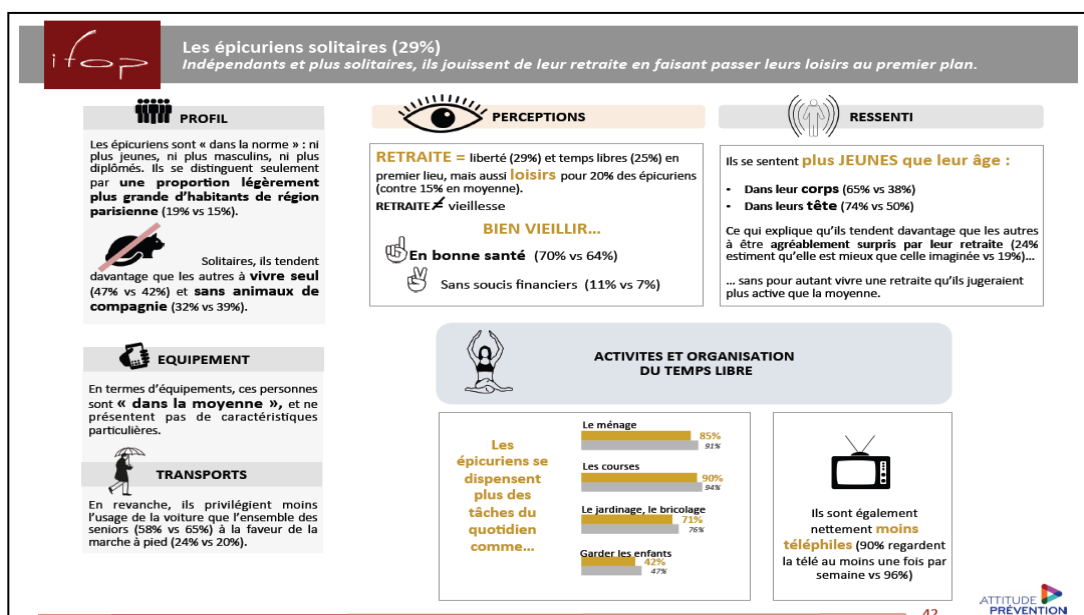 ifop
Les épicuriens solitaires (29%)
Indépendants et plus solitaires, ils jouissent de leur retraite en faisant passer leurs loisirs au premier plan.
PROFIL
Les épicuriens sont « dans la norme » : ni
plus jeunes, ni plus masculins, ni plus
diplômés. Ils se distinguent seulement
par une proportion légèrement
plus grande d'habitants de région
parisienne (19% vs 15%).
Solitaires, ils tendent
davantage que les autres à vivre seul
(47% vs 42%) et sans animaux de
compagnie (32% vs 39%).
EQUIPEMENT
En termes d'équipements, ces personnes
sont « dans la moyenne », et ne
présentent pas de caractéristiques
particulières.
TRANSPORTS
En revanche, ils privilégient moins
l'usage de la voiture que l'ensemble des
seniors (58% vs 65%) à la faveur de la
marche à pied (24% vs 20%).
PERCEPTIONS
RETRAITE = liberté (29%) et temps libres (25%) en
premier lieu, mais aussi loisirs pour 20% des épicuriens
(contre 15% en moyenne).
RETRAITE ≠ vieillesse
BIEN VIEILLIR...
En bonne santé (70% vs 64%)
Sans soucis financiers (11% vs 7%)
RESSENTI
Ils se sentent plus JEUNES que leur âge :
• Dans leur corps (65% vs 38%)
• Dans leurs tête (74% vs 50%)
Ce qui explique qu'ils tendent davantage que les autres
à être agréablement surpris par leur retraite (24%
estiment qu'elle est mieux que celle imaginée vs 19%)...
... sans pour autant vivre une retraite qu'ils jugeraient
plus active que la moyenne.
ACTIVITES ET ORGANISATION
DU TEMPS LIBRE
Les
épicuriens se
dispensent
plus des
tâches du
quotidien
comme...
Le ménage
85%
91%
Les courses
90%
94%
Le jardinage, le bricolage
71%
76%
Garder les enfants
42%
47%
Ils sont également
nettement moins
téléphiles (90% regardent
la télé au moins une fois par
semaine vs 96%)
42
ATTITUDE
PRÉVENTION